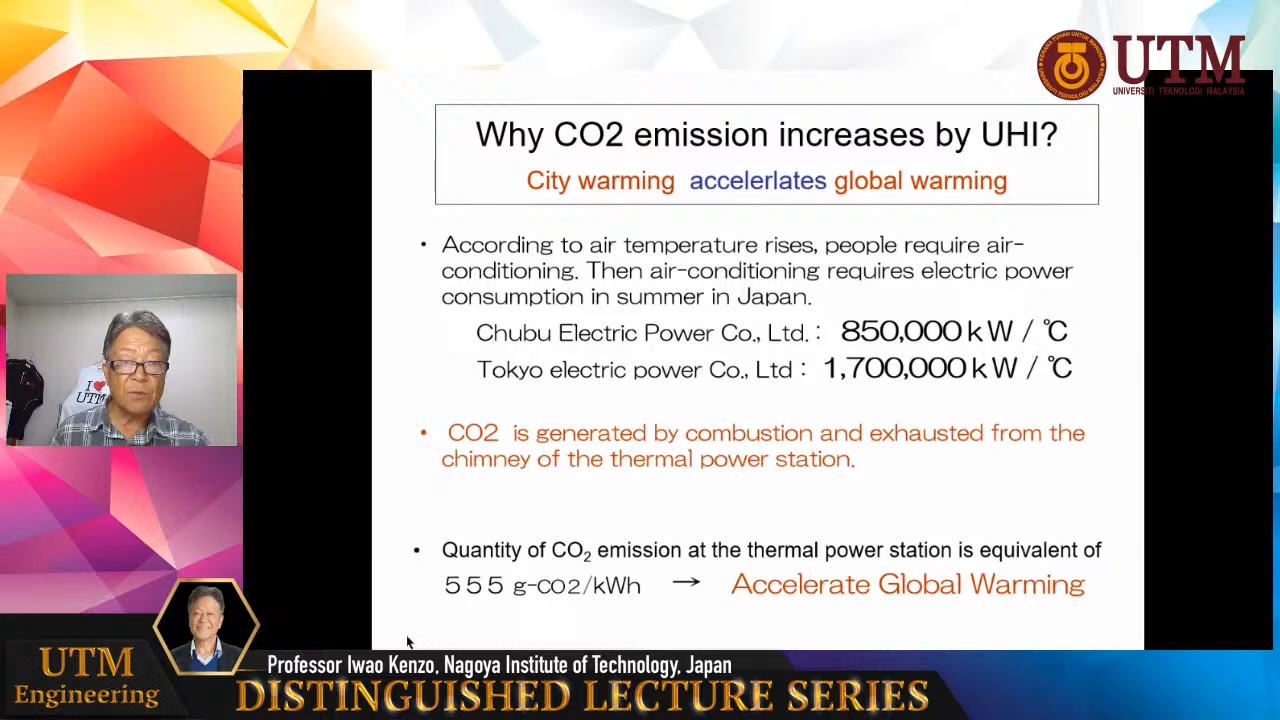 UTM
UNIVERSITI TEKNOLOGI MALAYSIA
Why CO2 emission increases by UHI?
City warming accelerlates global warming
• According to air temperature rises, people require air-
conditioning. Then air-conditioning requires electric power
consumption in summer in Japan.
Chubu Electric Power Co., Ltd. : 850,000 kW / ℃
Tokyo electric power Co., Ltd : 1,700,000 kW / ℃
• CO2 is generated by combustion and exhausted from the
chimney of the thermal power station.
• Quantity of CO₂ emission at the thermal power station is equivalent of
555 g-CO2/kWh → Accelerate Global Warming
I ❤
UTM
UTM
Engineering
Professor Iwao Kenzo, Nagoya Institute of Technology, Japan
DISTINGUISHED LECTURE SERIES